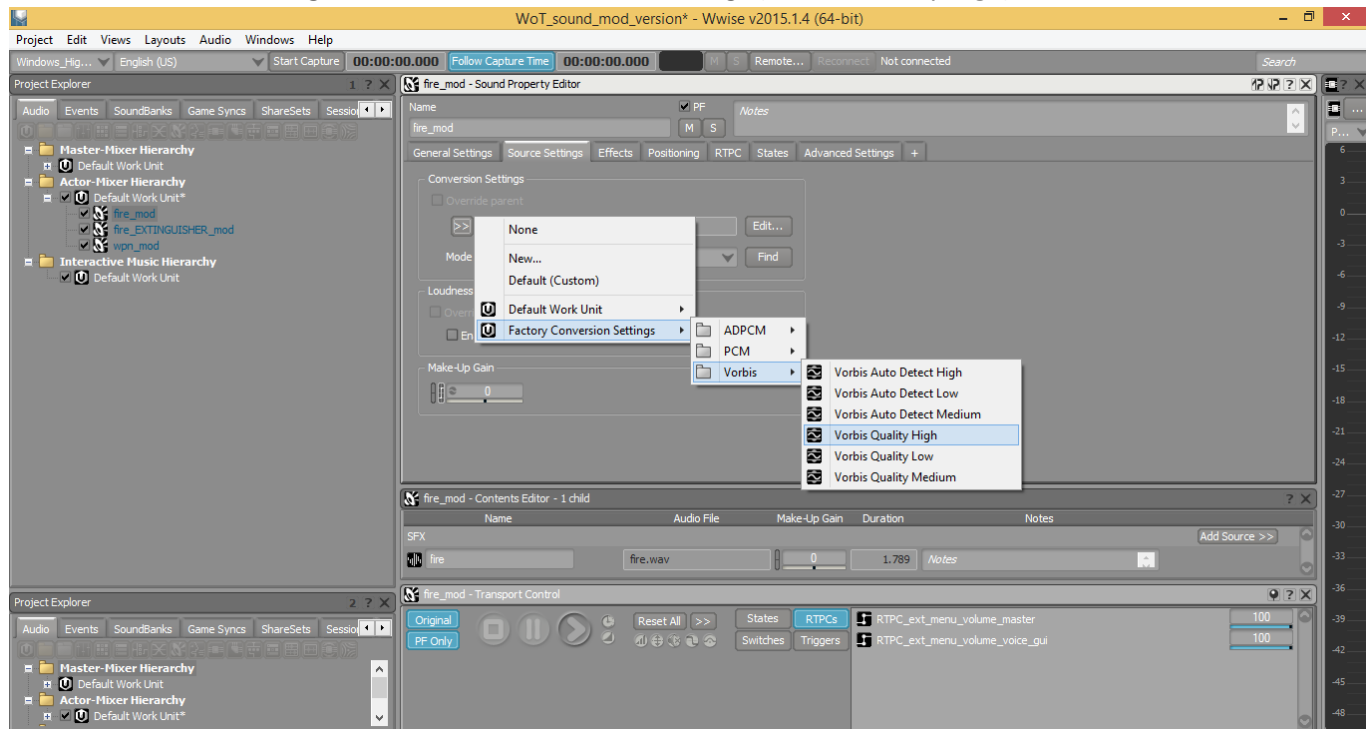 WoT_sound_mod_version* - Wwise v2015.1.4 (64-bit)
Project Edit Views Layouts Audio Windows Help
Windows_Hig... English (US) Start Capture 00:00:00.000 Follow Capture Time 00:00:00.000 M S Remote... Reconnect Not connected Search
Project Explorer 1 ? X
Audio Events SoundBanks Game Syncs ShareSets Session
Master-Mixer Hierarchy
Default Work Unit
Actor-Mixer Hierarchy
Default Work Unit*
fire_mod
fire_EXTINGUISHER_mod
wpn_mod
Interactive Music Hierarchy
Default Work Unit
fire_mod - Sound Property Editor ? X
Name PF Notes
fire_mod M S
General Settings Source Settings Effects Positioning RTPC States Advanced Settings +
Conversion Settings
Override parent
>> Edit...
Mode Find
Loudness
Overr
En
Make-Up Gain
0
None
New...
Default (Custom)
Default Work Unit
Factory Conversion Settings
ADPCM
PCM
Vorbis
Vorbis Auto Detect High
Vorbis Auto Detect Low
Vorbis Auto Detect Medium
Vorbis Quality High
Vorbis Quality Low
Vorbis Quality Medium
fire_mod - Contents Editor - 1 child ? X
Name Audio File Make-Up Gain Duration Notes
SFX Add Source >>
fire fire.wav 0 1.789 Notes
Project Explorer 2 ? X
Audio Events SoundBanks Game Syncs ShareSets Session
Master-Mixer Hierarchy
Default Work Unit
Actor-Mixer Hierarchy
Default Work Unit*
fire_mod - Transport Control ? X
Original Reset All >> States RTPCs RTPC_ext_menu_volume_master 100
PF Only Switches Triggers RTPC_ext_menu_volume_voice_gui 100
? X
...
P...
6
3
0
-3
-6
-9
-12
-15
-18
-21
-24
-27
-30
-33
-36
-39
-42
-45
-48